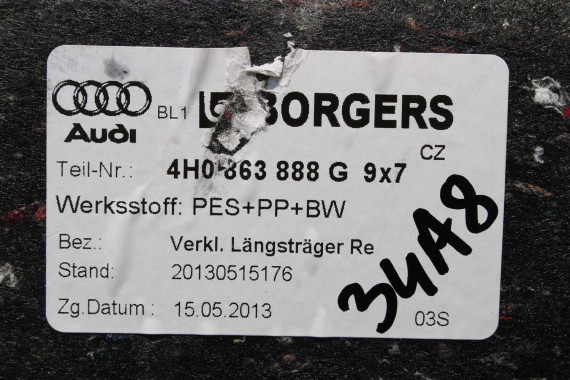 BL1 BORGERS
Audi
CZ
Teil-Nr.: 4H0 863 888 G 9x7
Werksstoff: PES+PP+BW
Bez.: Verkl. Längsträger Re
Stand: 20130515176
Zg.Datum : 15.05.2013
03S
34A8